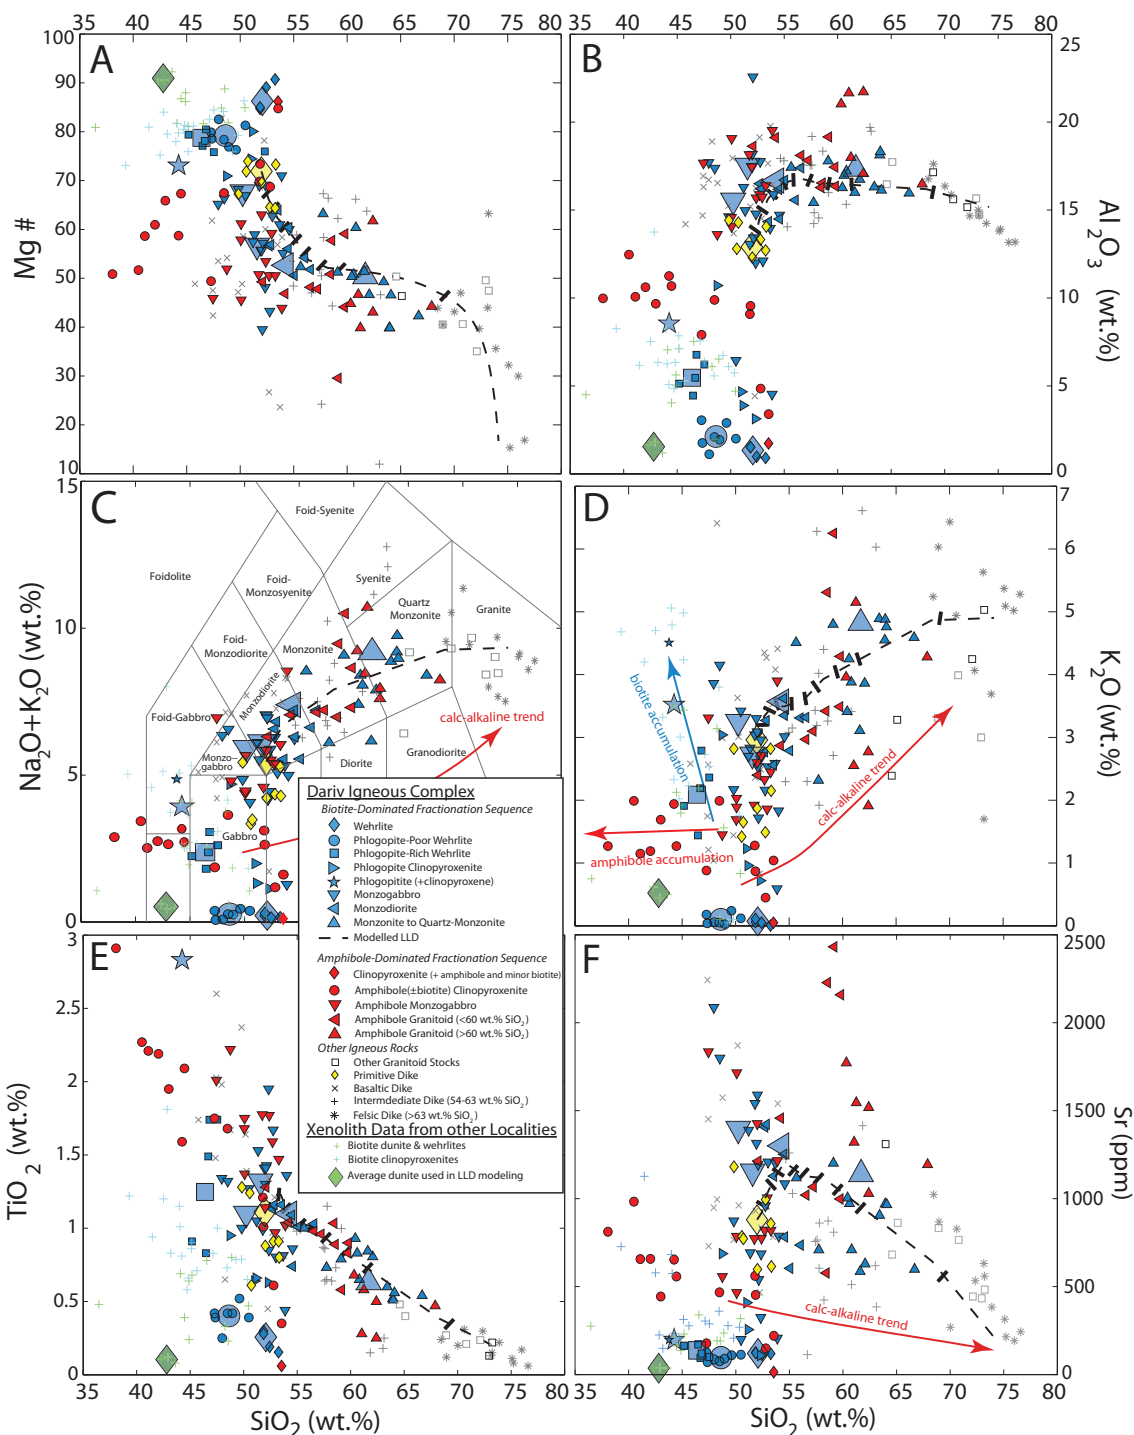 35 40 45 50 55 60 65 70 75 80
35 40 45 50 55 60 65 70 75 80
A
100
90
80
70
60
50
40
30
20
10
Mg #
B
25
20
15
10
5
0
Al2O3 (wt.%)
C
15
10
5
0
Na2O+K2O (wt.%)
Foid-Syenite
Foidolite
Foid-
Monzosyenite
Syenite
Quartz
Monzonite
Granite
Foid-
Monzodiorite
Monzonite
Foid-Gabbro
Monzodiorite
Monzo-
gabbro
calc-alkaline trend
Diorite
Granodiorite
Gabbro
D
7
6
5
4
3
2
1
0
K2O (wt.%)
biotite accumulation
calc-alkaline trend
amphibole accumulation
Dariv Igneous Complex
Biotite-Dominated Fractionation Sequence
Wehrlite
Phlogopite-Poor Wehrlite
Phlogopite-Rich Wehrlite
Phlogopite Clinopyroxenite
Phlogopitite (+clinopyroxene)
Monzogabbro
Monzodiorite
Monzonite to Quartz-Monzonite
Modelled LLD
Amphibole-Dominated Fractionation Sequence
Clinopyroxenite (+ amphibole and minor biotite)
Amphibole(±biotite) Clinopyroxenite
Amphibole Monzogabbro
Amphibole Granitoid (<60 wt.% SiO2)
Amphibole Granitoid (>60 wt.% SiO2)
Other Igneous Rocks
Other Granitoid Stocks
Primitive Dike
Basaltic Dike
Intermdediate Dike (54-63 wt.% SiO2)
Felsic Dike (>63 wt.% SiO2)
Xenolith Data from other Localities
Biotite dunite & wehrlites
Biotite clinopyroxenites
Average dunite used in LLD modeling
E
3
2.5
2
1.5
1
0.5
0
TiO2 (wt.%)
35 40 45 50 55 60 65 70 75 80
SiO2 (wt.%)
F
2500
2000
1500
1000
500
0
Sr (ppm)
calc-alkaline trend
35 40 45 50 55 60 65 70 75 80
SiO2 (wt.%)